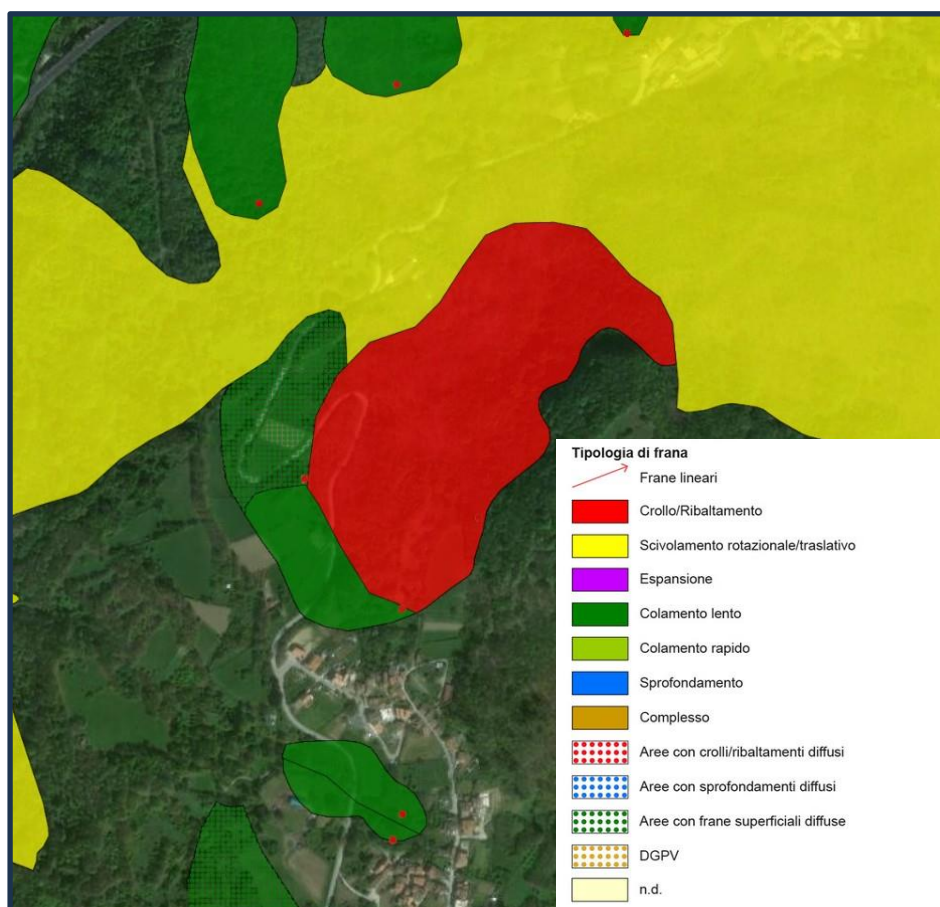 Tipologia di frana
Frane lineari
Crollo/Ribaltamento
Scivolamento rotazionale/traslativo
Espansione
Colamento lento
Colamento rapido
Sprofondamento
Complesso
Aree con crolli/ribaltamenti diffusi
Aree con sprofondamenti diffusi
Aree con frane superficiali diffuse
DGPV
n.d.